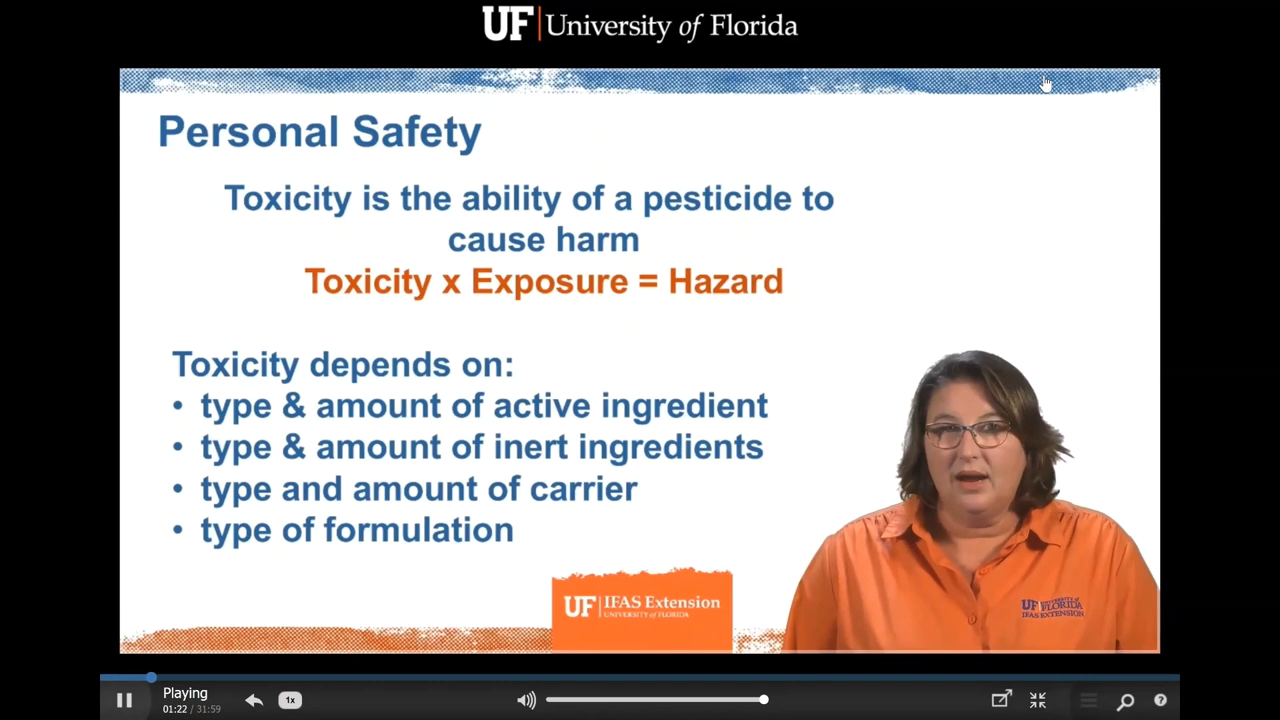 UF University of Florida
Personal Safety
Toxicity is the ability of a pesticide to
cause harm
Toxicity x Exposure = Hazard
Toxicity depends on:
• type & amount of active ingredient
• type & amount of inert ingredients
• type and amount of carrier
• type of formulation
UF IFAS Extension
UNIVERSITY of FLORIDA
UF UNIVERSITY of
FLORIDA
IFAS EXTENSION
Playing
01:22 / 31:59
1x
?